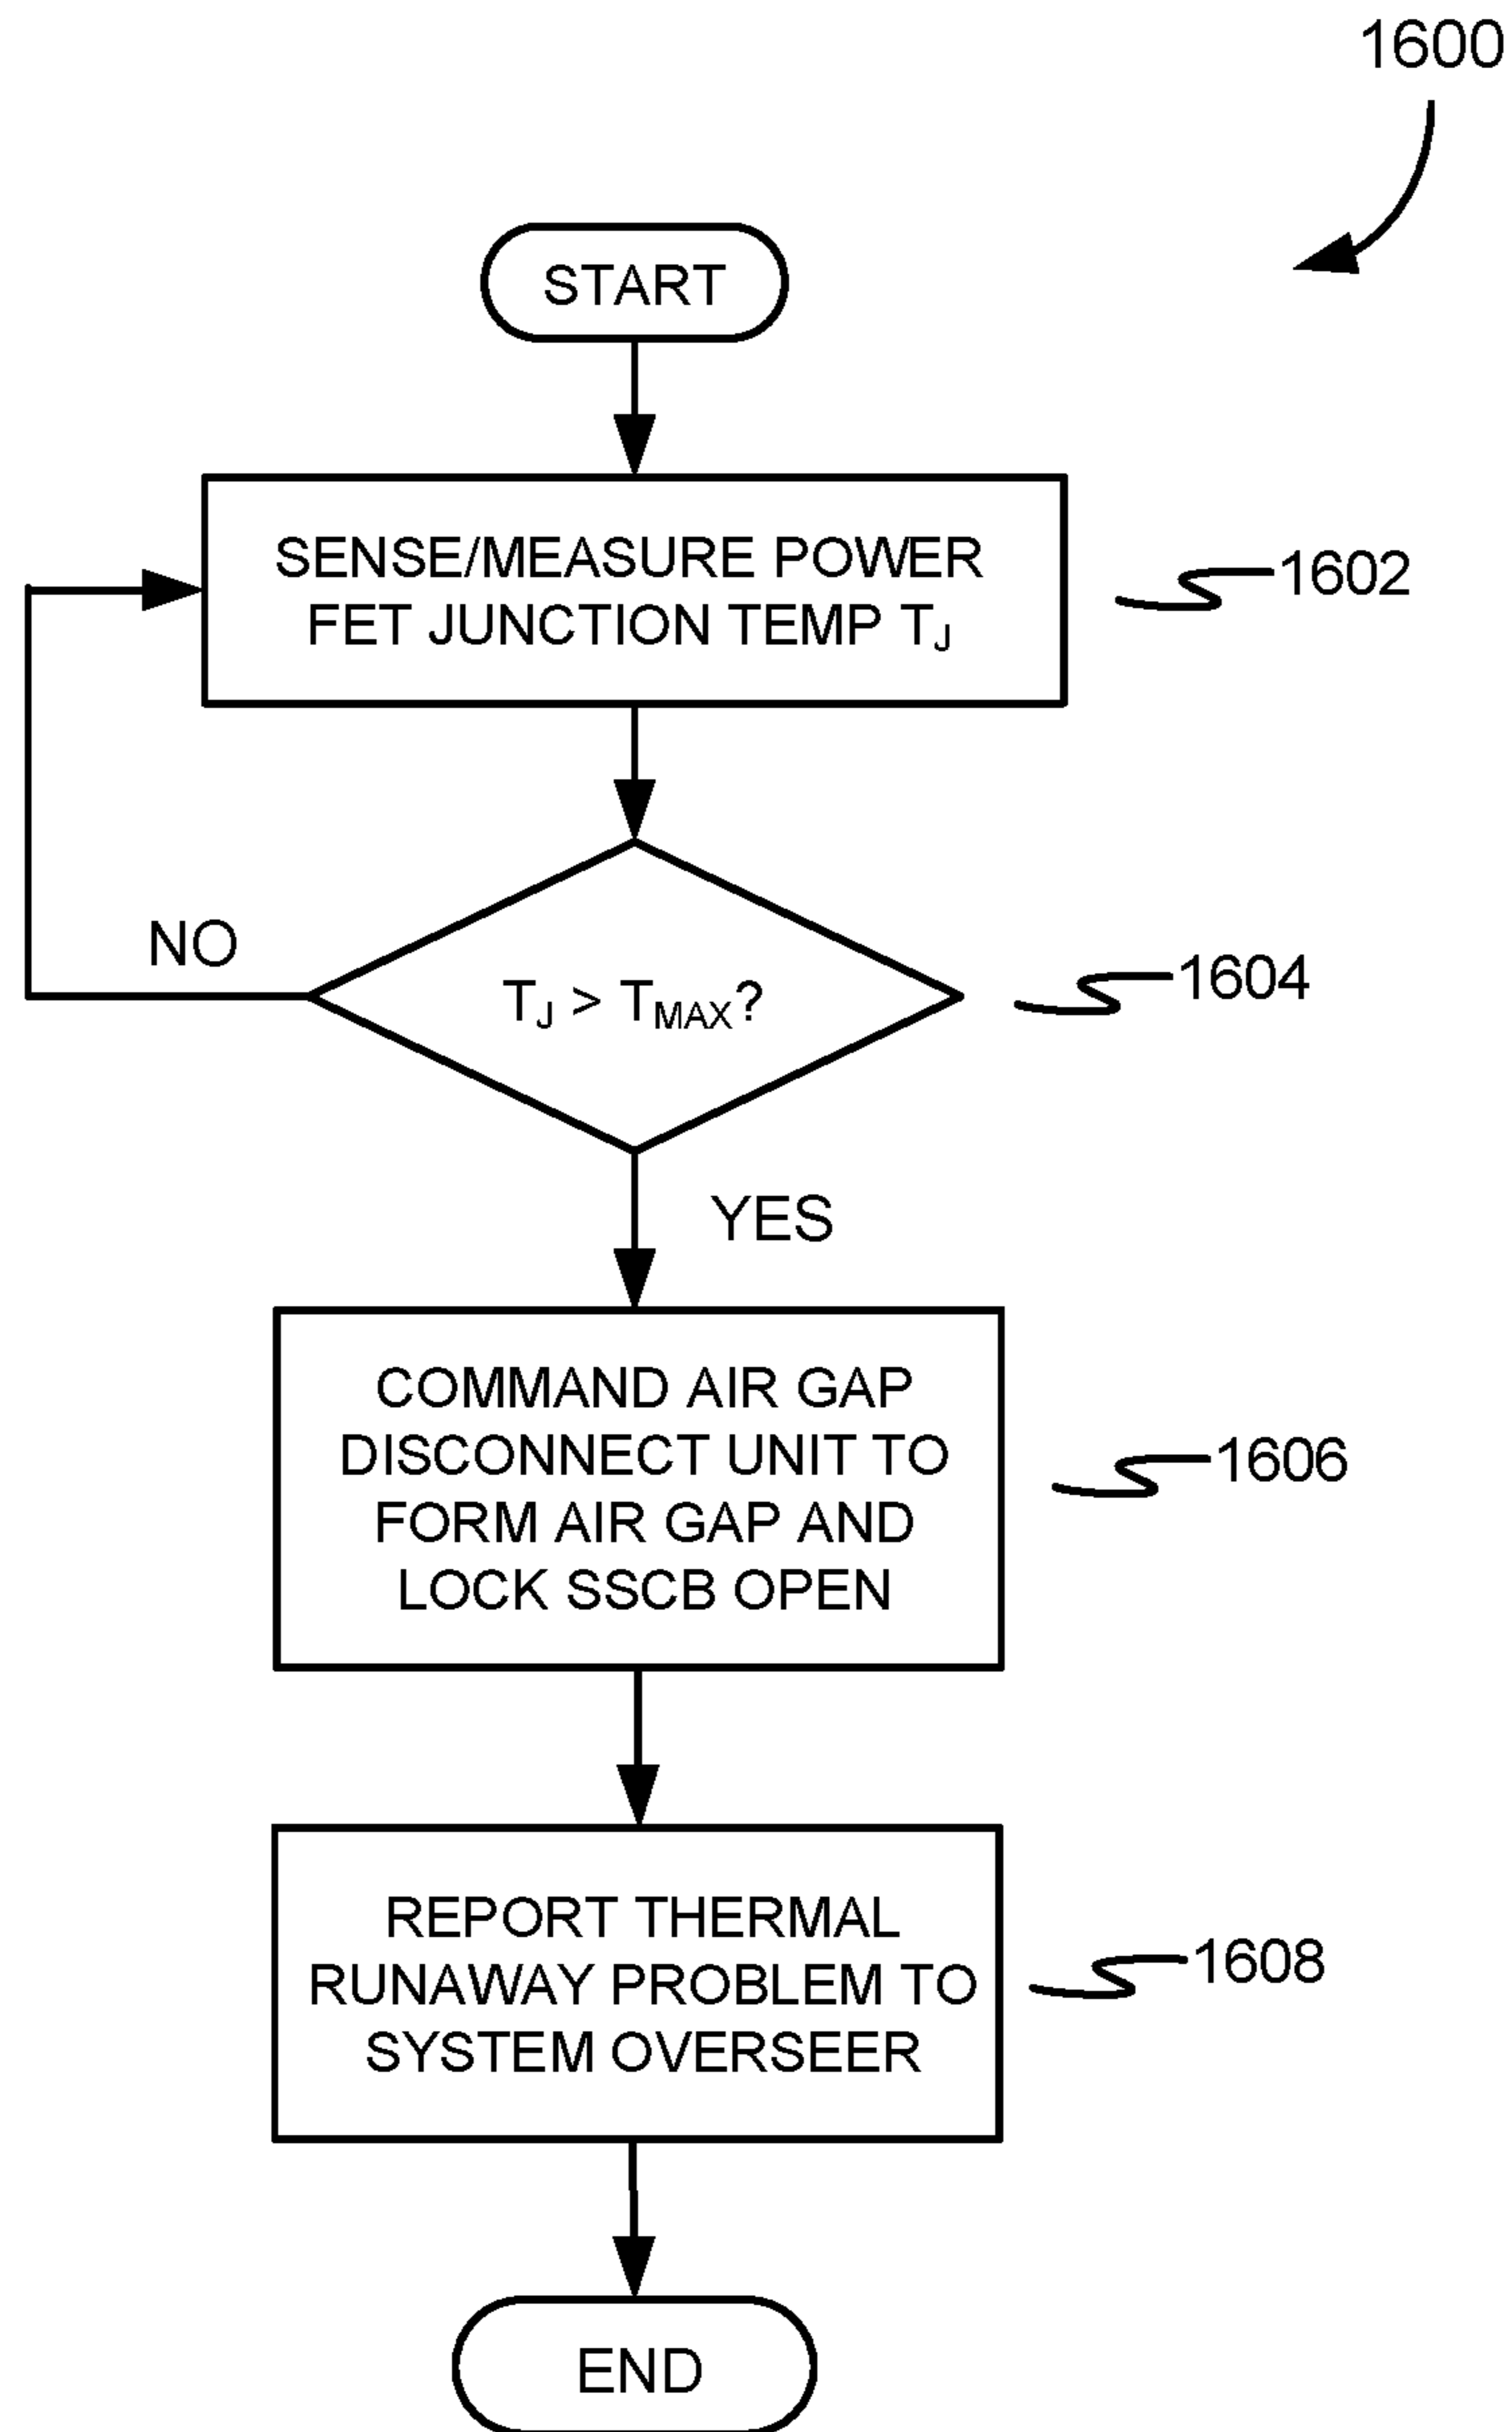 1600
START
SENSE/MEASURE POWER
FET JUNCTION TEMP TJ
1602
NO
TJ > TMAX?
1604
YES
COMMAND AIR GAP
DISCONNECT UNIT TO
FORM AIR GAP AND
LOCK SSCB OPEN
1606
REPORT THERMAL
RUNAWAY PROBLEM TO
SYSTEM OVERSEER
1608
END